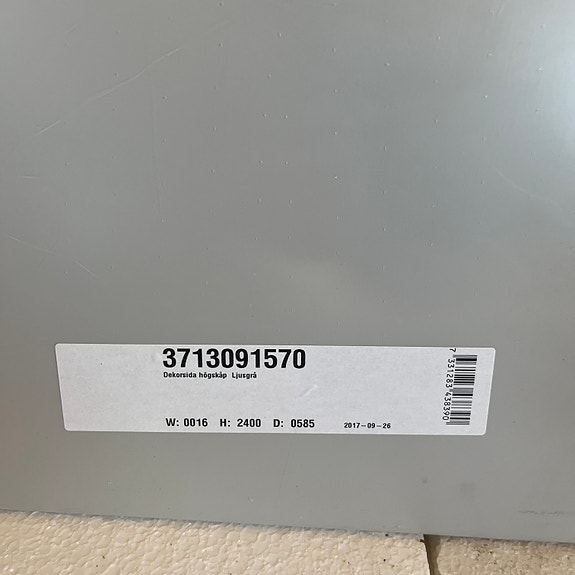 3713091570
Dekorsida högskåp Ljusgrå
W: 0016 H: 2400 D: 0585 2017-09-26
7 331283 438390